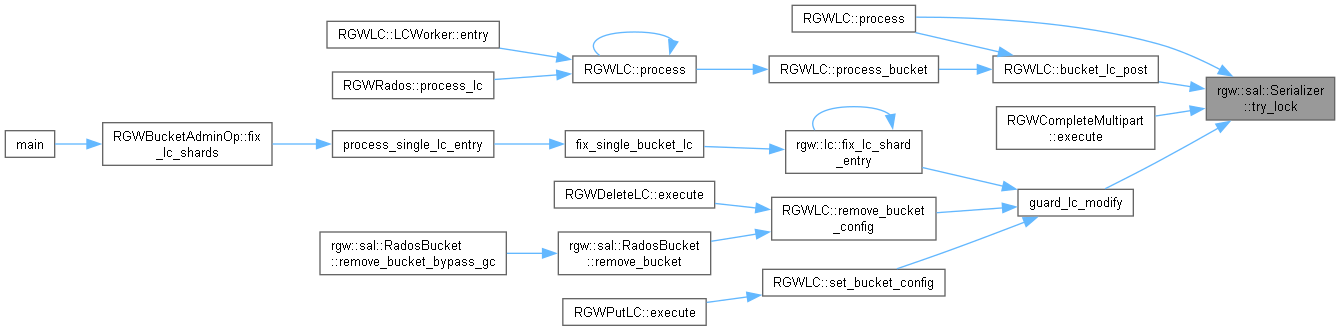 RGWLC::process
RGWLC::LCWorker::entry
RGWLC::process
RGWLC::process_bucket
RGWLC::bucket_lc_post
RGWRados::process_lc
rgw::sal::Serializer
::try_lock
RGWCompleteMultipart
::execute
main
RGWBucketAdminOp::fix
_lc_shards
process_single_lc_entry
fix_single_bucket_lc
rgw::lc::fix_lc_shard
_entry
RGWDeleteLC::execute
guard_lc_modify
RGWLC::remove_bucket
_config
rgw::sal::RadosBucket
::remove_bucket_bypass_gc
rgw::sal::RadosBucket
::remove_bucket
RGWLC::set_bucket_config
RGWPutLC::execute